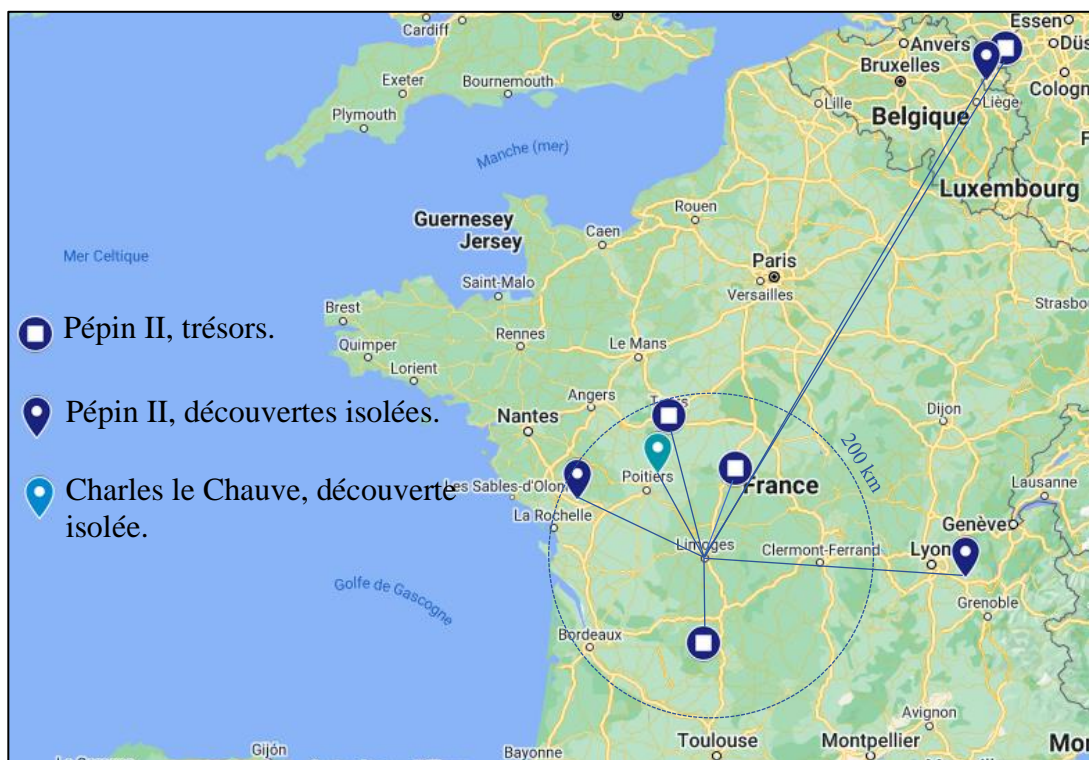 Essen
Cardiff
Anvers
Düs
Bruxelles
Exeter
Bournemouth
Cologn
Lille
Liège
Plymouth
Belgique
Manche (mer)
Luxembourg
Guernesey
Rouen
Jersey
Caen
Mer Celtique
Paris
Saint-Malo
Versailles
Brest
Strasbo
Pépin II, trésors.
Rennes
Le Mans
Quimper
Lorient
Angers
Dijon
Pépin II, découvertes isolées.
Nantes
200 km
Poitiers
France
Charles le Chauve, découverte
isolée.
Les Sables-d'Olon
Lausanne
La Rochelle
Genève
Limoges
Clermont-Ferrand
Lyon
Golfe de Gascogne
Grenoble
Bordeaux
Avignon
Gijón
Bayonne
Toulouse
Montpellier
Mo